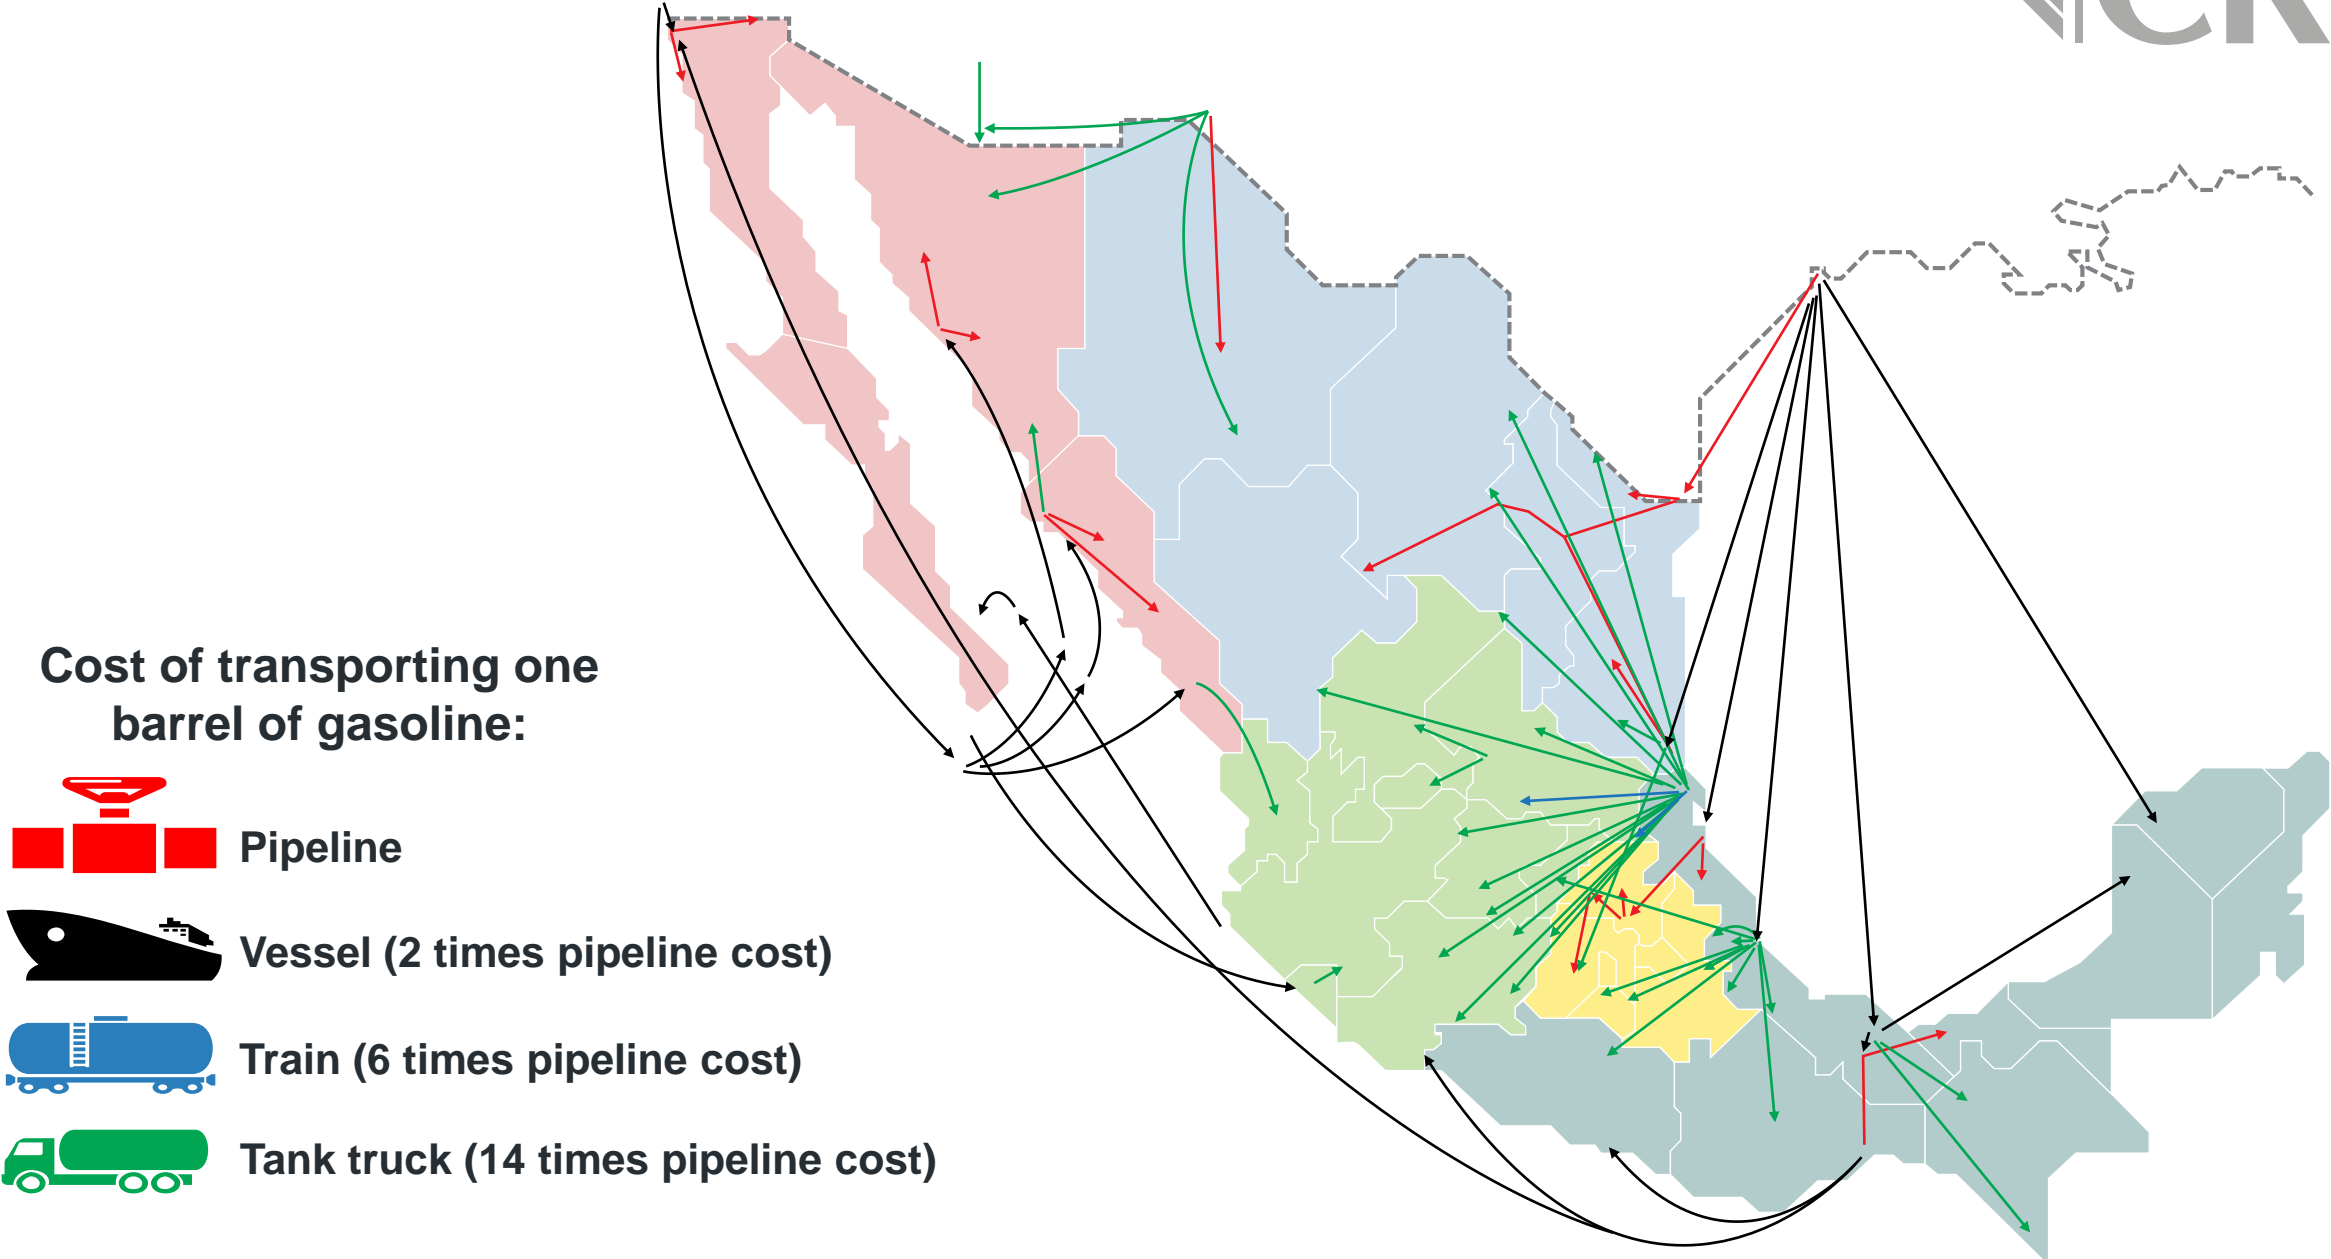 Cost of transporting one
barrel of gasoline:
Pipeline
Vessel (2 times pipeline cost)
Train (6 times pipeline cost)
Tank truck (14 times pipeline cost)